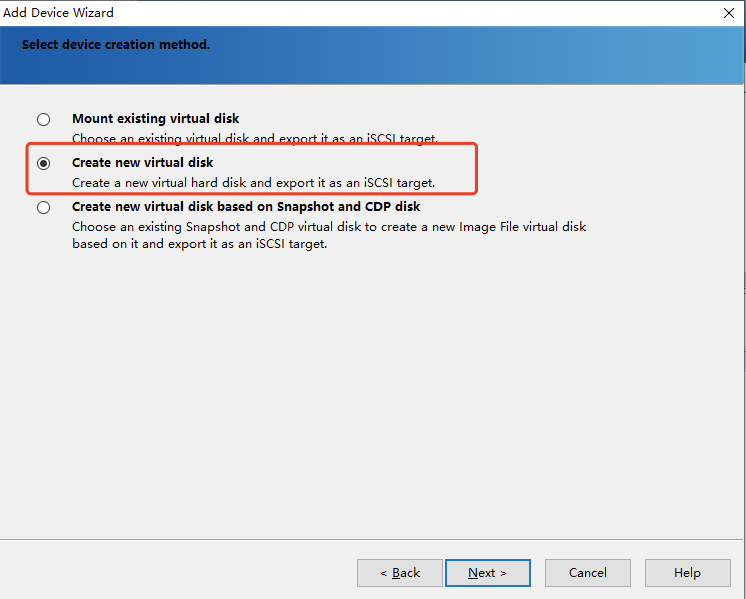 Add Device Wizard
Select device creation method.
Mount existing virtual disk
Choose an existing virtual disk and export it as an iSCSI target.
Create new virtual disk
Create a new virtual hard disk and export it as an iSCSI target.
Create new virtual disk based on Snapshot and CDP disk
Choose an existing Snapshot and CDP virtual disk to create a new Image File virtual disk
based on it and export it as an iSCSI target.
< Back
Next >
Cancel
Help